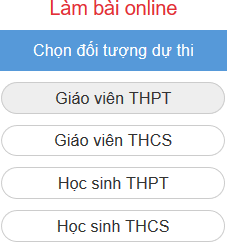 Làm bài online
Chọn đối tượng dự thi
Giáo viên THPT
Giáo viên THCS
Học sinh THPT
Học sinh THCS